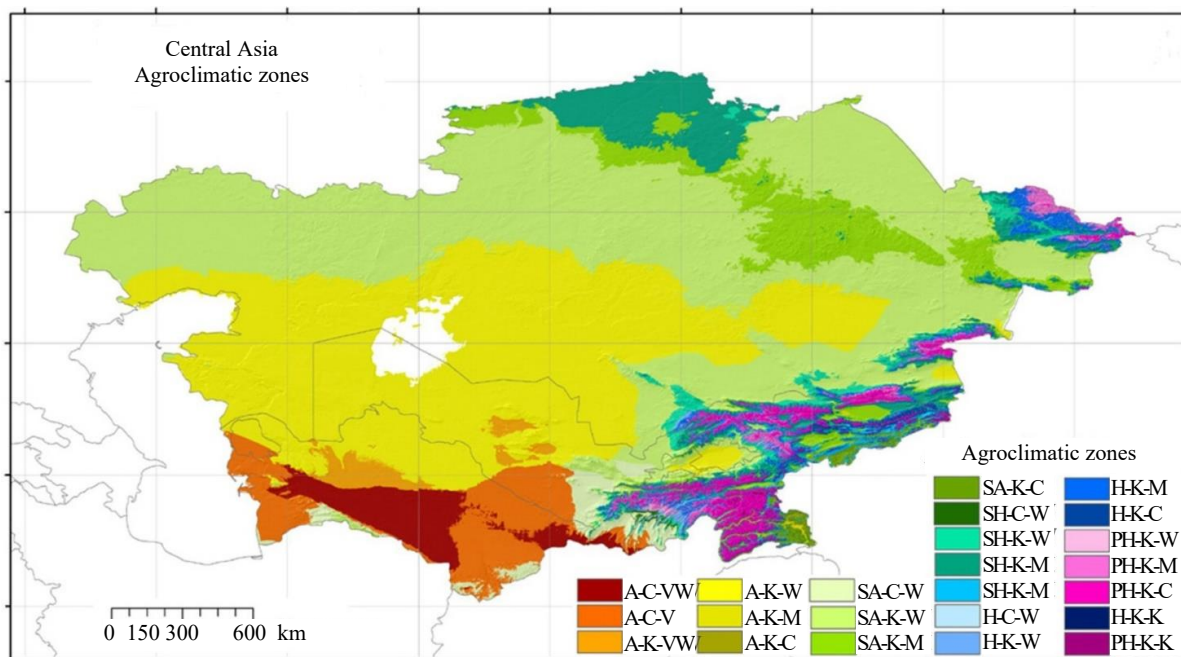 Central Asia
Agroclimatic zones
0 150 300 600 km
A-C-VW
A-C-V
A-K-VW
A-K-W
A-K-M
A-K-C
SA-C-W
SA-K-W
SA-K-M
Agroclimatic zones
SA-K-C
SH-C-W
SH-K-W
SH-K-M
SH-K-M
H-C-W
H-K-W
H-K-M
H-K-C
PH-K-W
PH-K-M
PH-K-C
H-K-K
PH-K-K